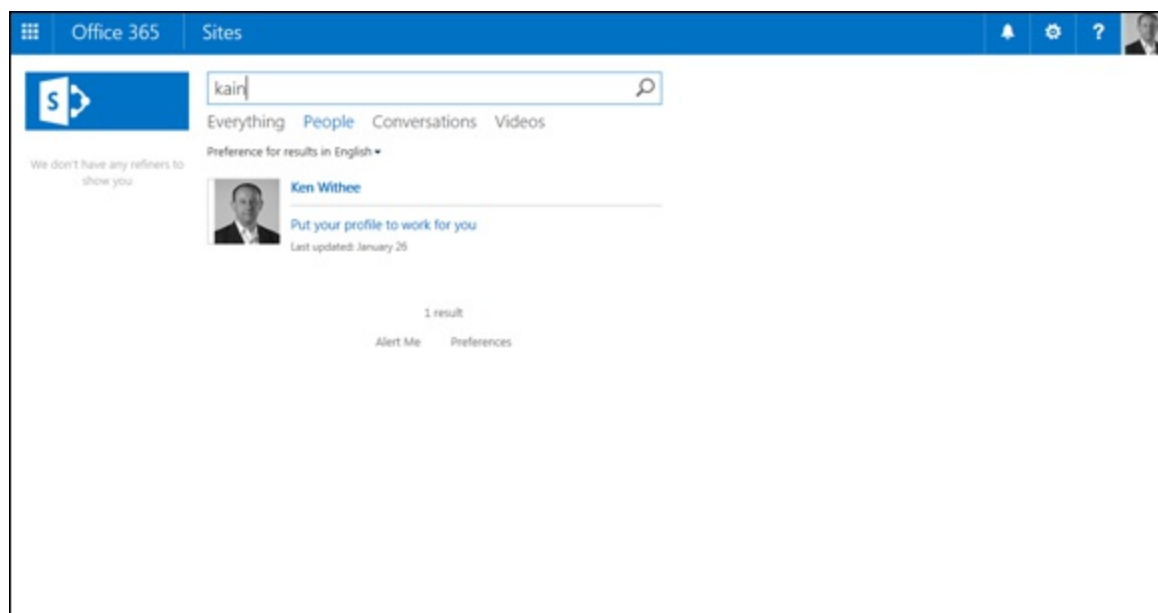 Office 365 Sites ?
S
kain
Everything People Conversations Videos
Preference for results in English
We don't have any refiners to
show you
Ken Withee
Put your profile to work for you
Last updated: January 26
1 result
Alert Me Preferences